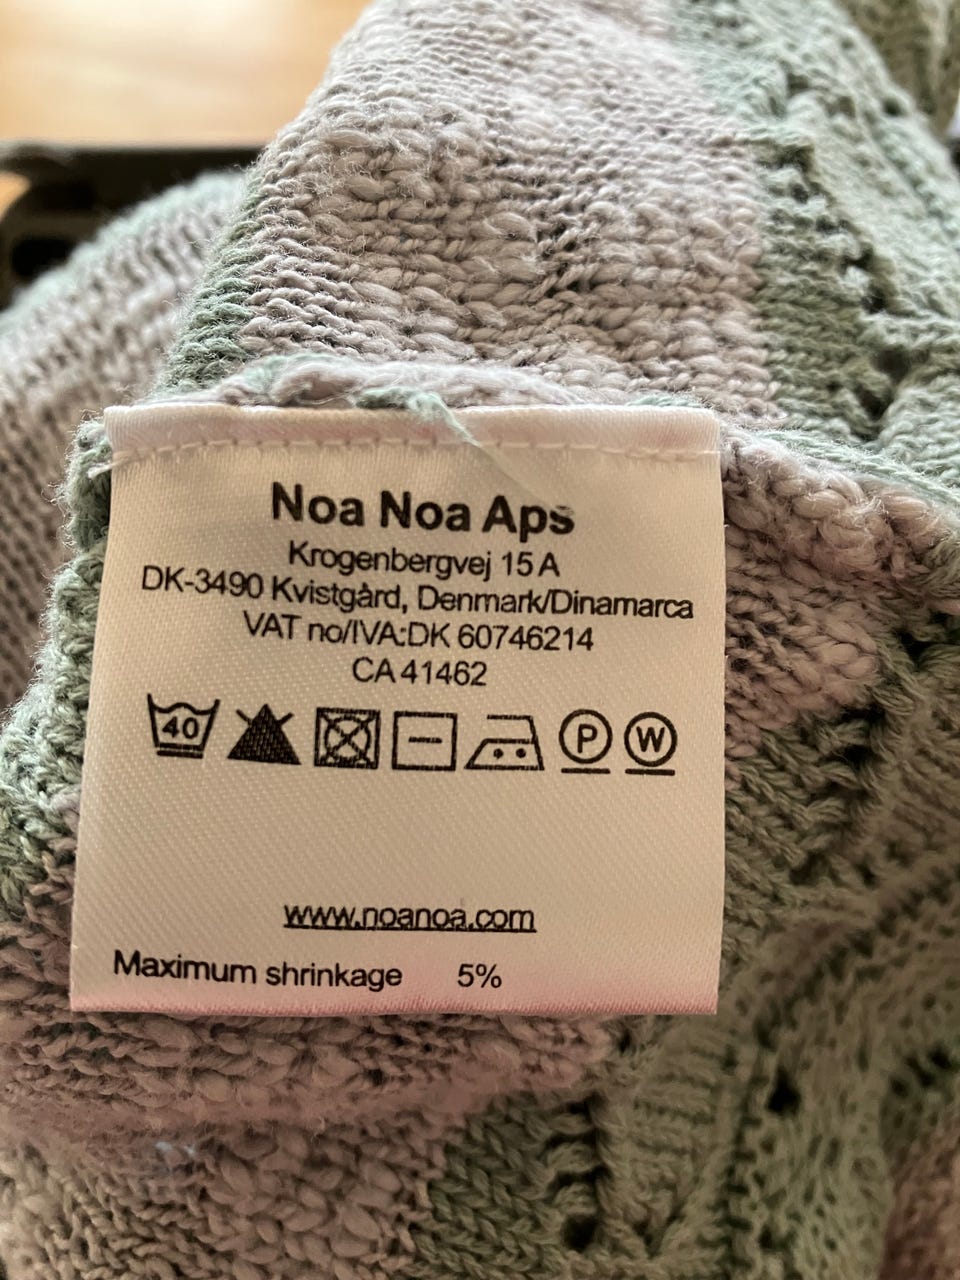 Noa Noa Aps
Krogenbergvej 15 A
DK-3490 Kvistgård, Denmark/Dinamarca
VAT no/IVA:DK 60746214
CA 41462
40 P W
www.noanoa.com
Maximum shrinkage 5%